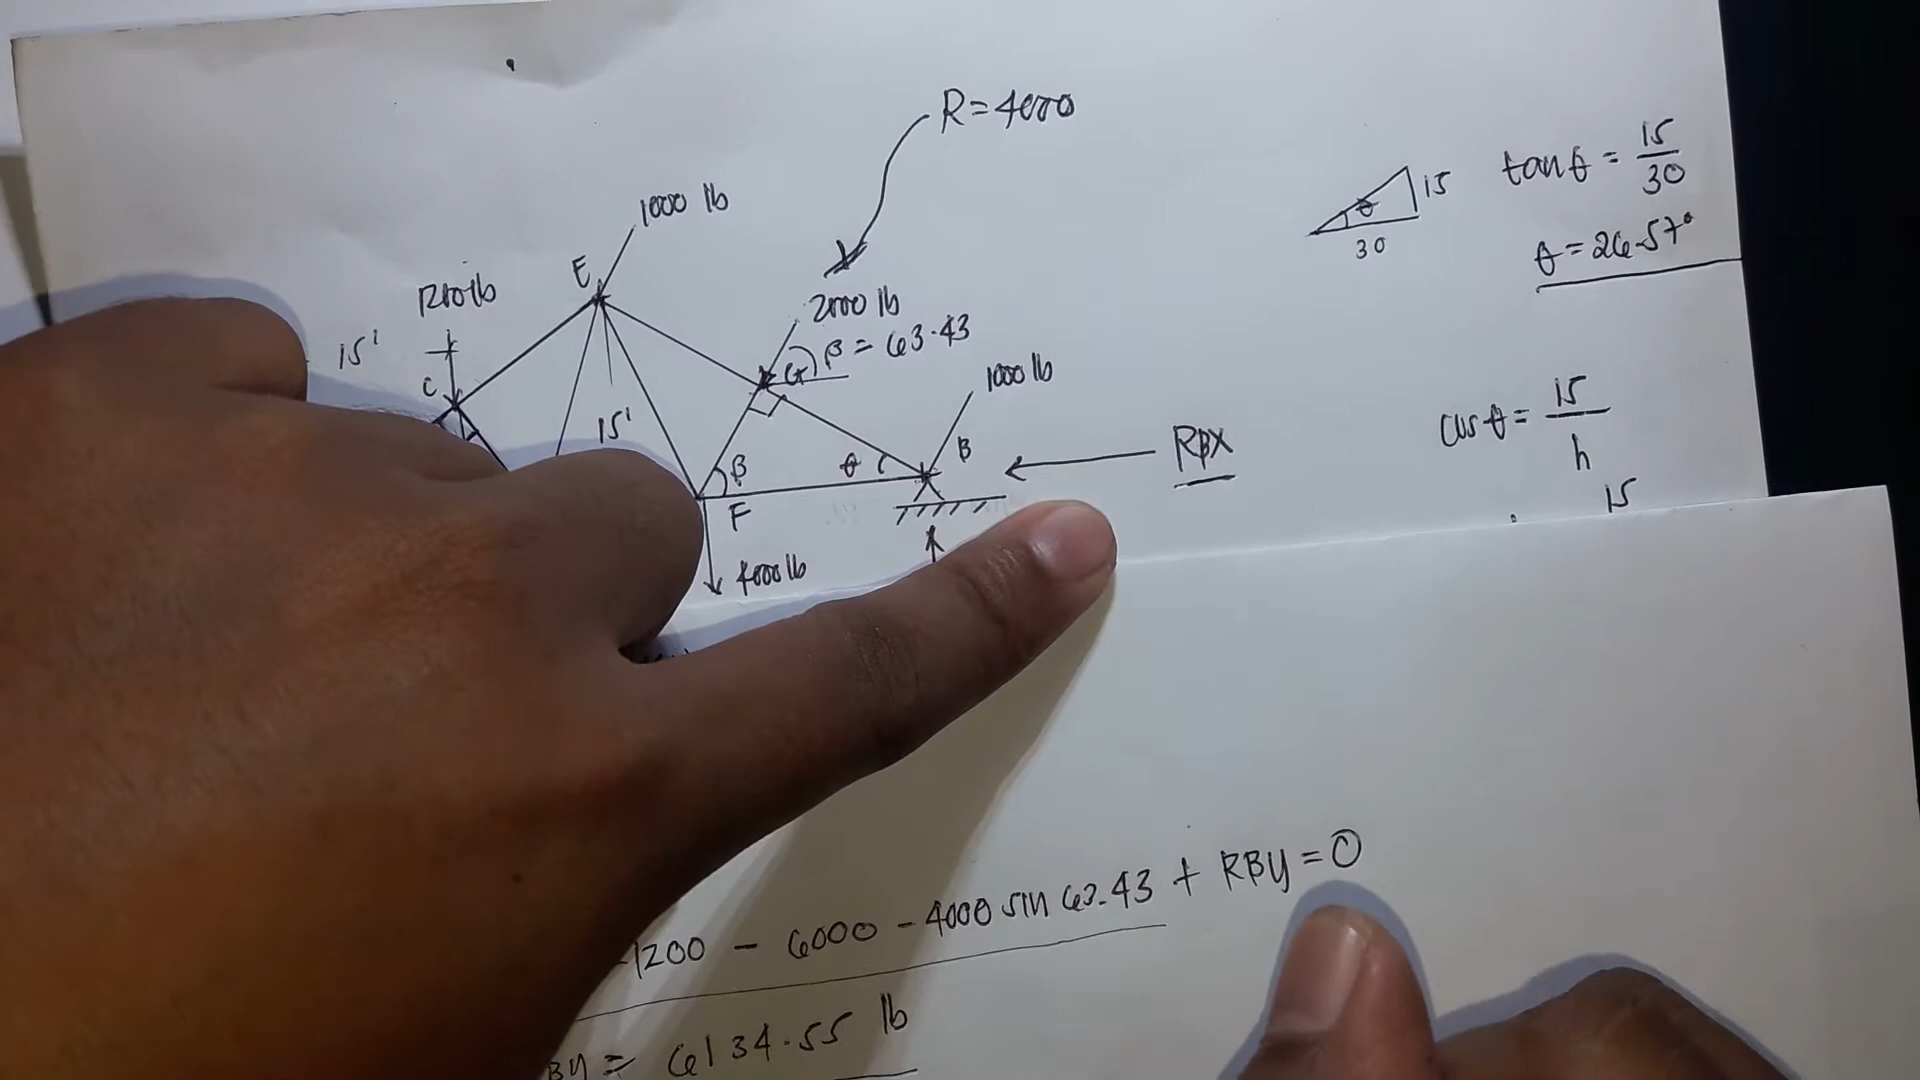 R=4000
1000 lb
E
1200 lb
15'
C
2000 lb
G β = 63.43
1000 lb
15'
β
θ
B
RBX
F
4000 lb
θ
15
30
tan θ = 15/30
θ = 26.57°
cos θ = 15/h
15
-1200 - 6000 - 4000 sin 63.43 + RBY = 0
BY = 6134.55 lb